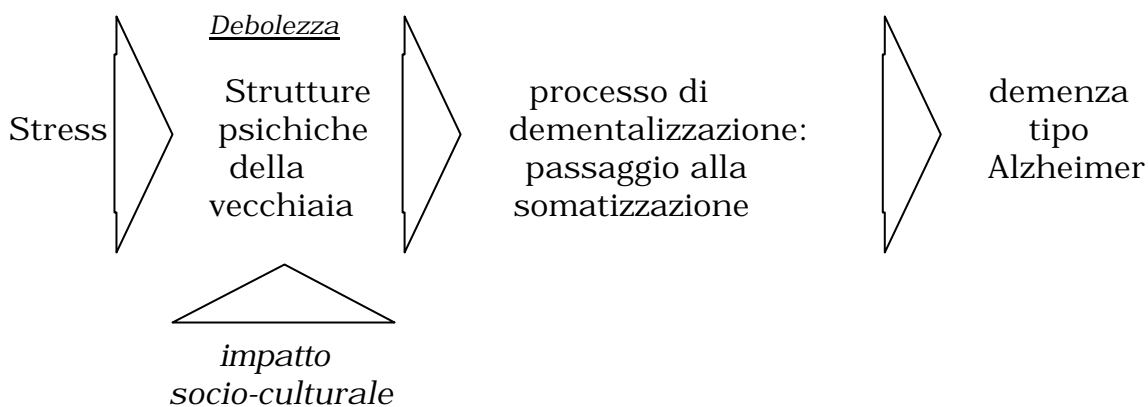 Debolezza
Stress
Strutture
psichiche
della
vecchiaia
processo di
dementalizzazione:
passaggio alla
somatizzazione
demenza
tipo
Alzheimer
impatto
socio-culturale